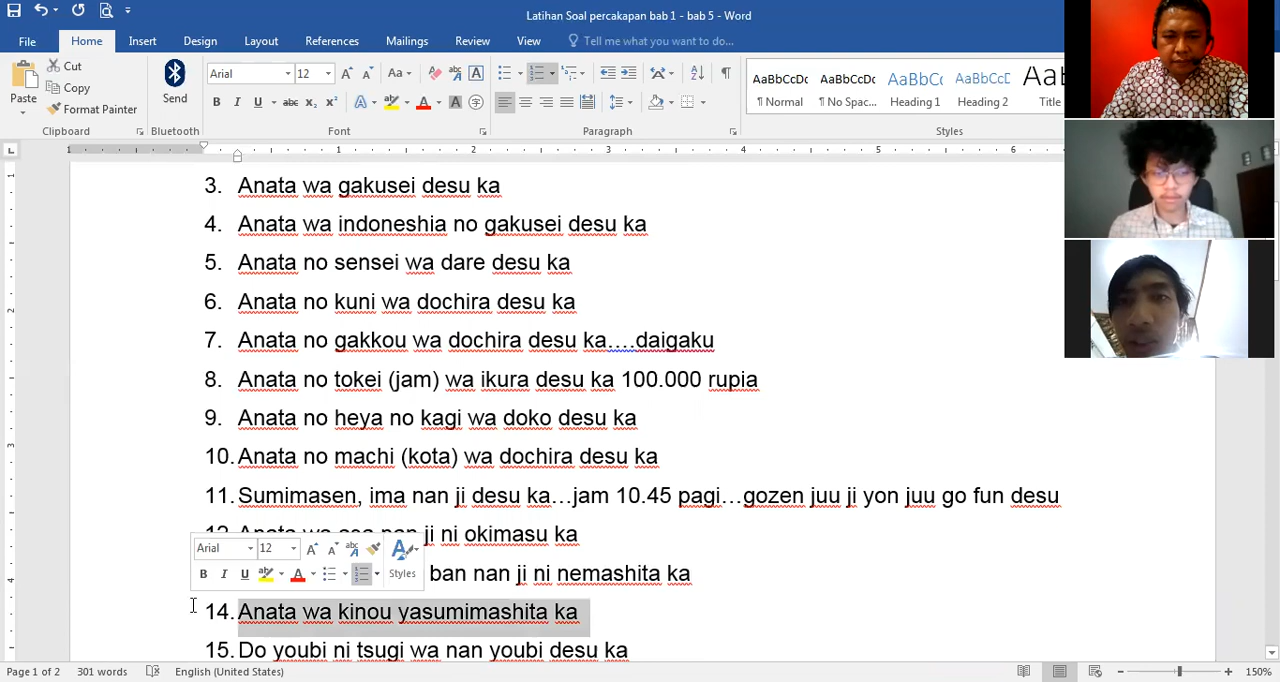 Latihan Soal percakapan bab 1 - bab 5 - Word
File Home Insert Design Layout References Mailings Review View Tell me what you want to do...
Cut
Copy
Paste
Format Painter
Send
Arial 12
AaBbCcDc AaBbCcDc AaBbCc AaBbCcD
¶ Normal ¶ No Spac... Heading 1 Heading 2 Title
Clipboard Bluetooth Font Paragraph Styles
3. Anata wa gakusei desu ka
4. Anata wa indoneshia no gakusei desu ka
5. Anata no sensei wa dare desu ka
6. Anata no kuni wa dochira desu ka
7. Anata no gakkou wa dochira desu ka….daigaku
8. Anata no tokei (jam) wa ikura desu ka 100.000 rupia
9. Anata no heya no kagi wa doko desu ka
10. Anata no machi (kota) wa dochira desu ka
11. Sumimasen, ima nan ji desu ka…jam 10.45 pagi…gozen juu ji yon juu go fun desu
12. Anata wa asa nan ji ni okimasu ka
Arial 12
ban nan ji ni nemashita ka
Styles
14. Anata wa kinou yasumimashita ka
15. Do youbi ni tsugi wa nan youbi desu ka
Page 1 of 2 301 words English (United States) 150%